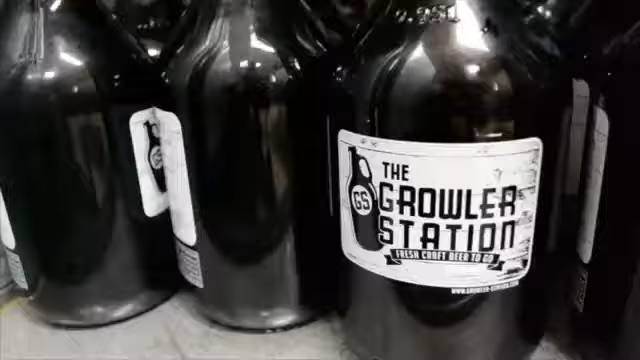 THE
GS
GROWLER
STATION
FRESH CRAFT BEER TO GO